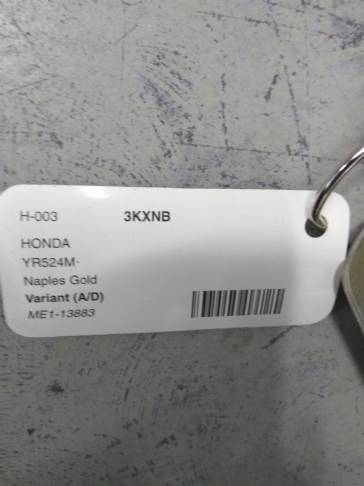 H-003 3KXNB
HONDA
YR524M-
Naples Gold
Variant (A/D)
ME1-13883